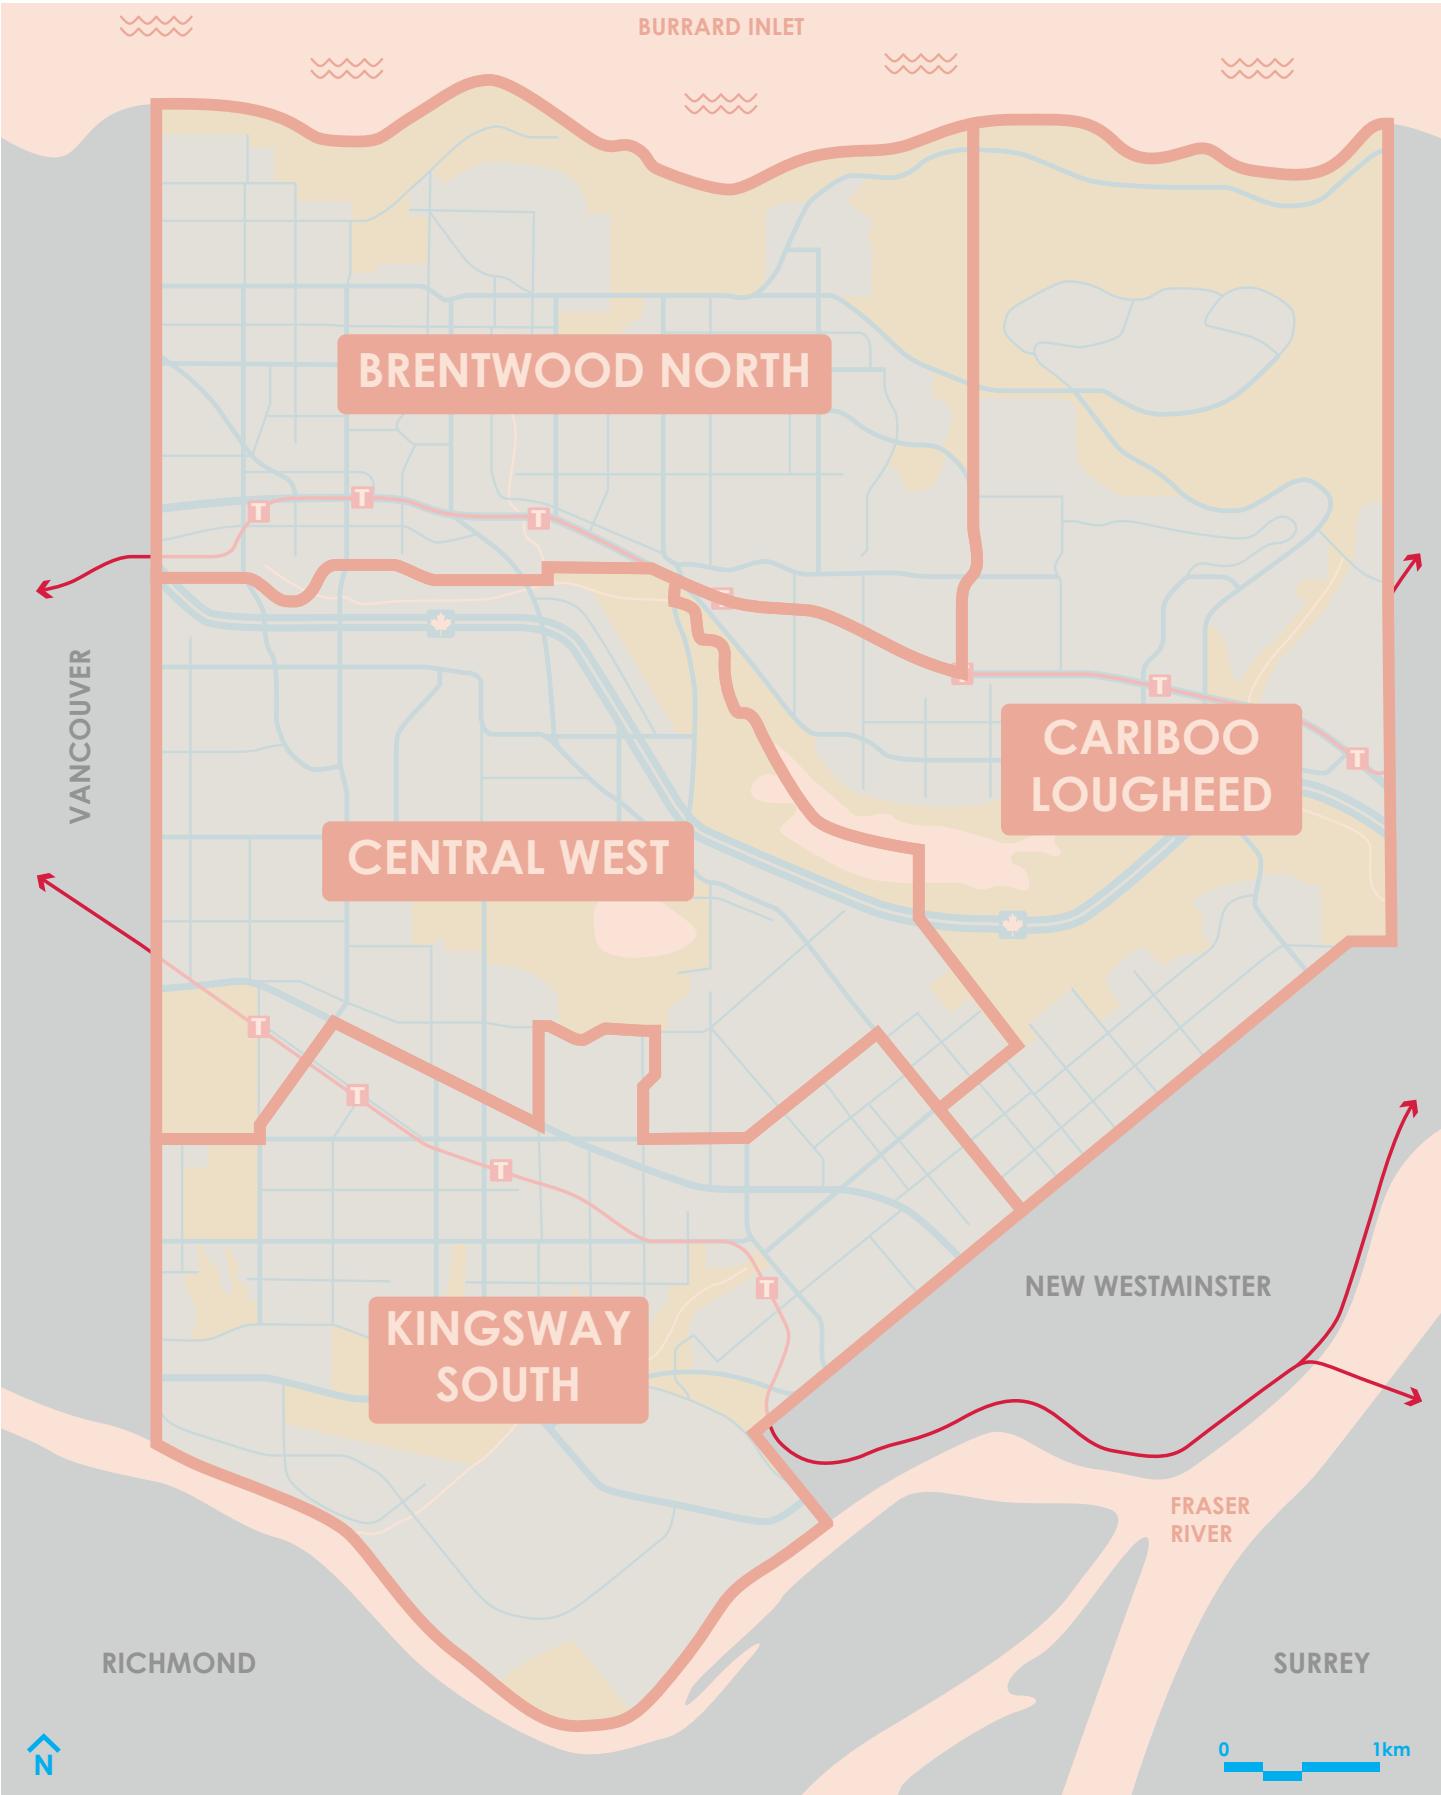 BURRARD INLET
BRENTWOOD NORTH
T
T
T
T
T
VANCOUVER
CARIBOO
LOUGHEED
T
CENTRAL WEST
T
T
T
KINGSWAY
SOUTH
T
NEW WESTMINSTER
FRASER
RIVER
RICHMOND
SURREY
N
0
1km